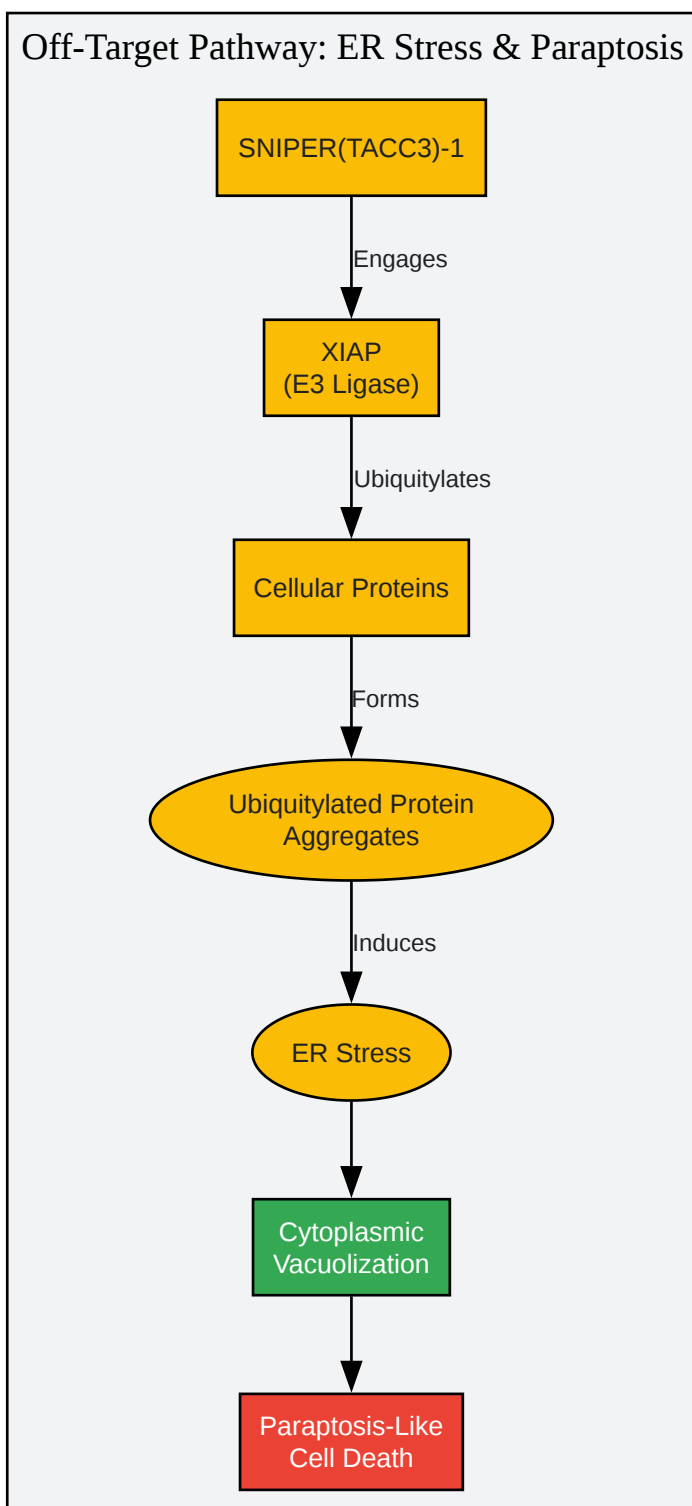 Off-Target Pathway: ER Stress & Paraptosis
SNIPER(TACC3)-1
Engages
XIAP
(E3 Ligase)
Ubiquitylates
Cellular Proteins
Forms
Ubiquitylated Protein
Aggregates
Induces
ER Stress
Cytoplasmic
Vacuolization
Paraptosis-Like
Cell Death